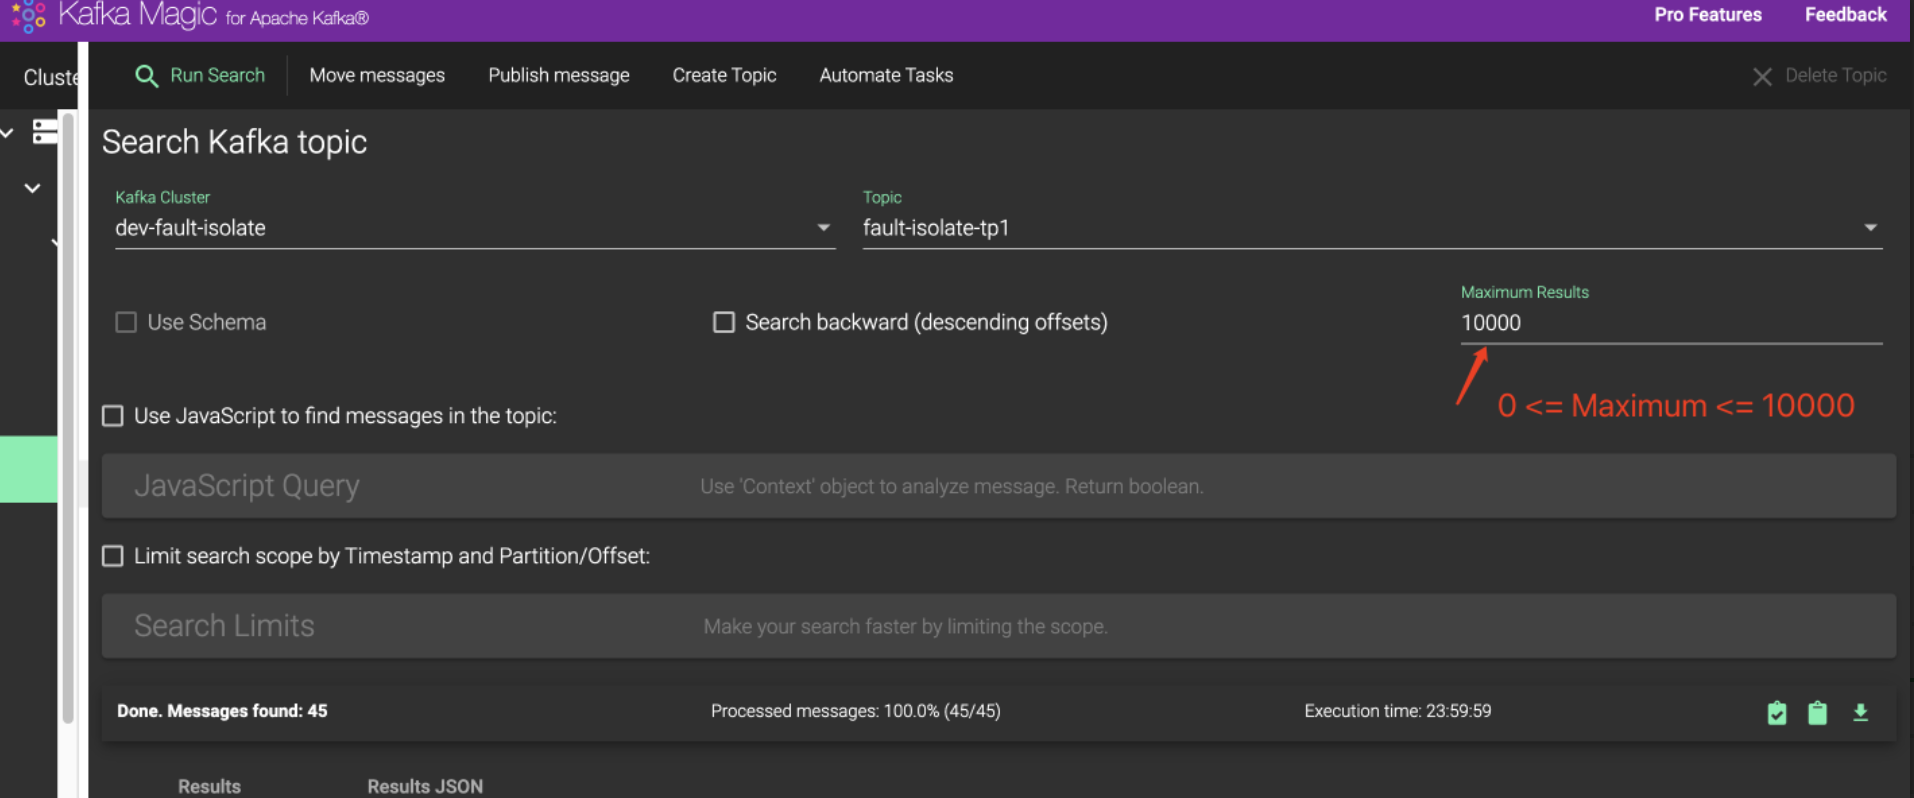 Kafka Magic for Apache Kafka®
Pro Features
Feedback
Cluste
Run Search
Move messages
Publish message
Create Topic
Automate Tasks
Delete Topic
Search Kafka topic
Kafka Cluster
dev-fault-isolate
Topic
fault-isolate-tp1
Use Schema
Search backward (descending offsets)
Maximum Results
10000
0 <= Maximum <= 10000
Use JavaScript to find messages in the topic:
JavaScript Query
Use 'Context' object to analyze message. Return boolean.
Limit search scope by Timestamp and Partition/Offset:
Search Limits
Make your search faster by limiting the scope.
Done. Messages found: 45
Processed messages: 100.0% (45/45)
Execution time: 23:59:59
Results
Results JSON